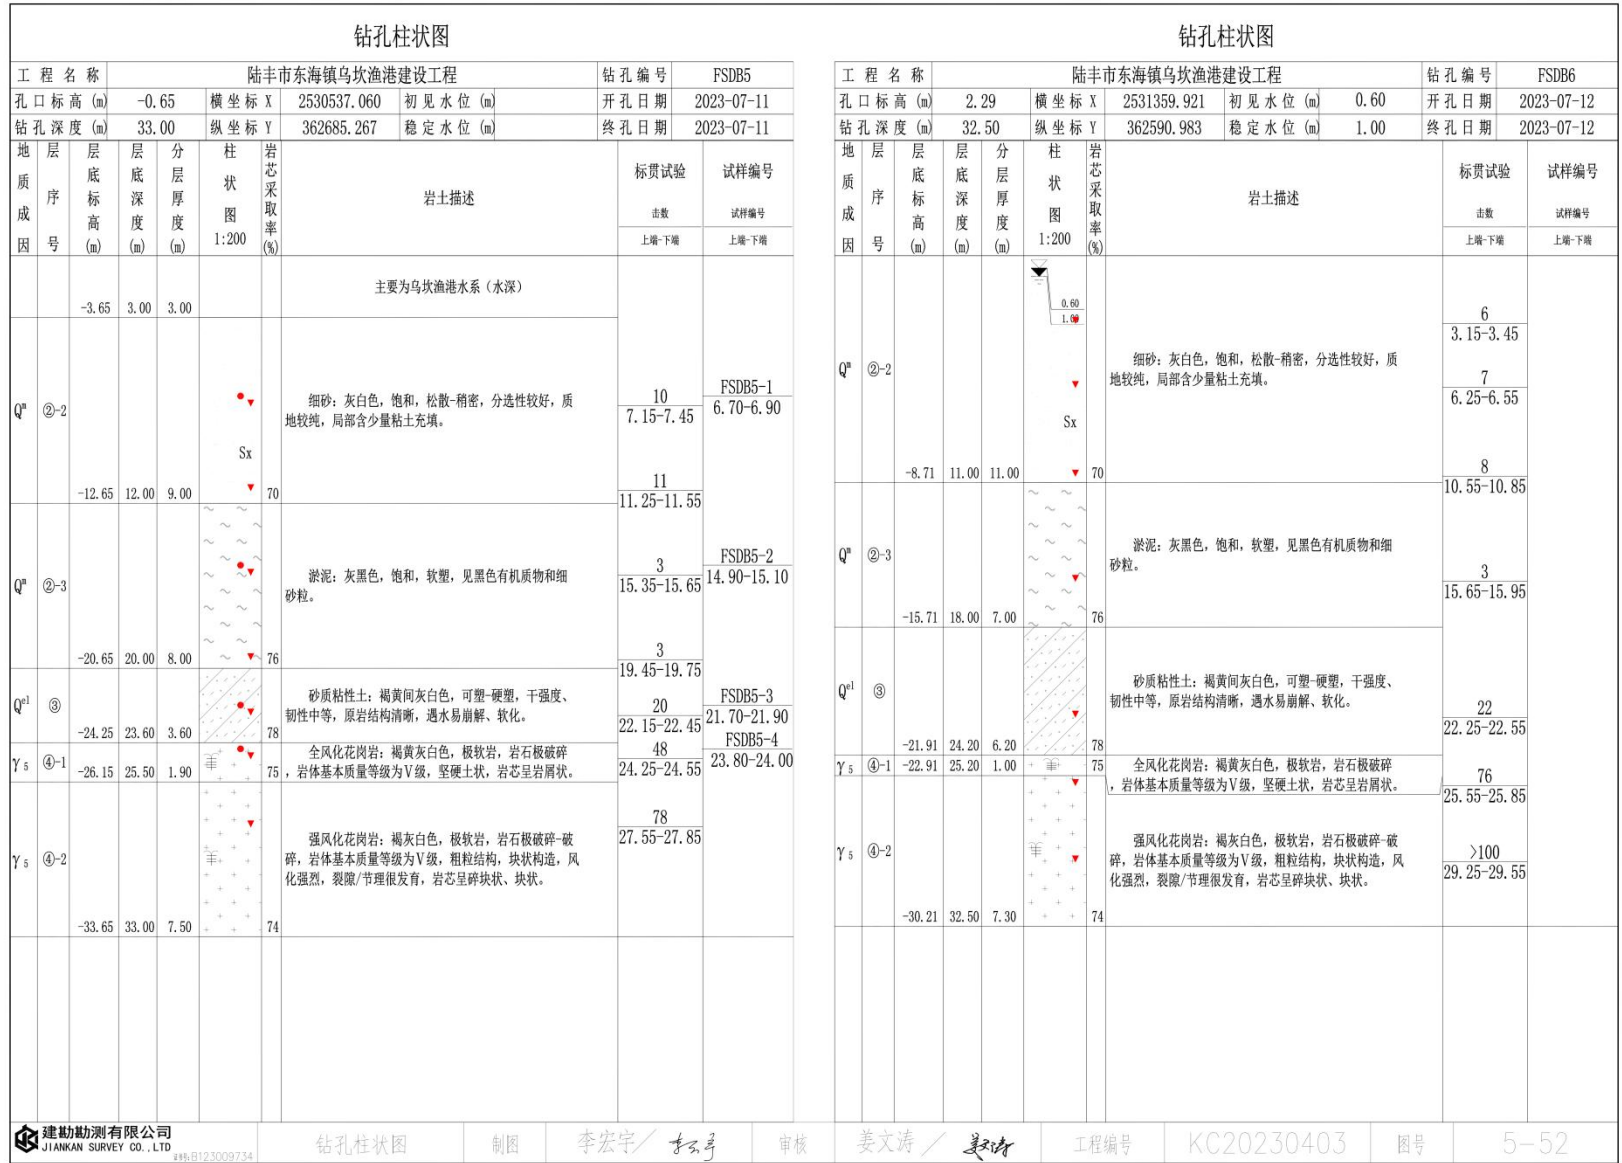 钻孔柱状图
工程名称 陆丰市东海镇乌坎渔港建设工程 钻孔编号 FSDB5
孔口标高 (m) -0.65 横坐标 X 2530537.060 初见水位 (m) 开孔日期 2023-07-11
钻孔深度 (m) 33.00 纵坐标 Y 362685.267 稳定水位 (m) 终孔日期 2023-07-11
地质成因 层序号 层底标高(m) 层底深度(m) 分层厚度(m) 柱状图 1:200 岩芯采取率(%) 岩土描述 标贯试验 试样编号
击数 试样编号
上端-下端 上端-下端
主要为乌坎渔港水系（水深）
-3.65 3.00 3.00
Qm ②-2 细砂：灰白色，饱和，松散-稍密，分选性较好，质
地较纯，局部含少量粘土充填。
10 FSDB5-1
7.15-7.45 6.70-6.90
Sx
11
11.25-11.55
-12.65 12.00 9.00 70
Qm ②-3 淤泥：灰黑色，饱和，软塑，见黑色有机质物和细
砂粒。
3 FSDB5-2
15.35-15.65 14.90-15.10
3
19.45-19.75
-20.65 20.00 8.00 76
Qel ③ 砂质粘性土：褐黄间灰白色，可塑-硬塑，干强度、
韧性中等，原岩结构清晰，遇水易崩解、软化。
20 FSDB5-3
22.15-22.45 21.70-21.90
-24.25 23.60 3.60 78
γ5 ④-1 全风化花岗岩：褐黄灰白色，极软岩，岩石极破碎
，岩体基本质量等级为Ⅴ级，坚硬土状，岩芯呈岩屑状。
48 FSDB5-4
24.25-24.55 23.80-24.00
-26.15 25.50 1.90 75
γ5 ④-2 强风化花岗岩：褐灰白色，极软岩，岩石极破碎-破
碎，岩体基本质量等级为Ⅴ级，粗粒结构，块状构造，风
化强烈，裂隙/节理很发育，岩芯呈碎块状、块状。
78
27.55-27.85
-33.65 33.00 7.50 74
钻孔柱状图
工程名称 陆丰市东海镇乌坎渔港建设工程 钻孔编号 FSDB6
孔口标高 (m) 2.29 横坐标 X 2531359.921 初见水位 (m) 0.60 开孔日期 2023-07-12
钻孔深度 (m) 32.50 纵坐标 Y 362590.983 稳定水位 (m) 1.00 终孔日期 2023-07-12
地质成因 层序号 层底标高(m) 层底深度(m) 分层厚度(m) 柱状图 1:200 岩芯采取率(%) 岩土描述 标贯试验 试样编号
击数 试样编号
上端-下端 上端-下端
0.60
1.00
6
3.15-3.45
Qm ②-2 细砂：灰白色，饱和，松散-稍密，分选性较好，质
地较纯，局部含少量粘土充填。
7
6.25-6.55
Sx
8
10.55-10.85
-8.71 11.00 11.00 70
Qm ②-3 淤泥：灰黑色，饱和，软塑，见黑色有机质物和细
砂粒。
3
15.65-15.95
-15.71 18.00 7.00 76
Qel ③ 砂质粘性土：褐黄间灰白色，可塑-硬塑，干强度、
韧性中等，原岩结构清晰，遇水易崩解、软化。
22
22.25-22.55
-21.91 24.20 6.20 78
γ5 ④-1 -22.91 25.20 1.00 75 全风化花岗岩：褐黄灰白色，极软岩，岩石极破碎
，岩体基本质量等级为Ⅴ级，坚硬土状，岩芯呈岩屑状。
76
25.55-25.85
γ5 ④-2 强风化花岗岩：褐灰白色，极软岩，岩石极破碎-破
碎，岩体基本质量等级为Ⅴ级，粗粒结构，块状构造，风
化强烈，裂隙/节理很发育，岩芯呈碎块状、块状。
>100
29.25-29.55
-30.21 32.50 7.30 74
建勘勘测有限公司
JIANKAN SURVEY CO.,LTD
B123009734
钻孔柱状图 制图 李宏宇 审核 姜文涛 工程编号 KC20230403 图号 5-52